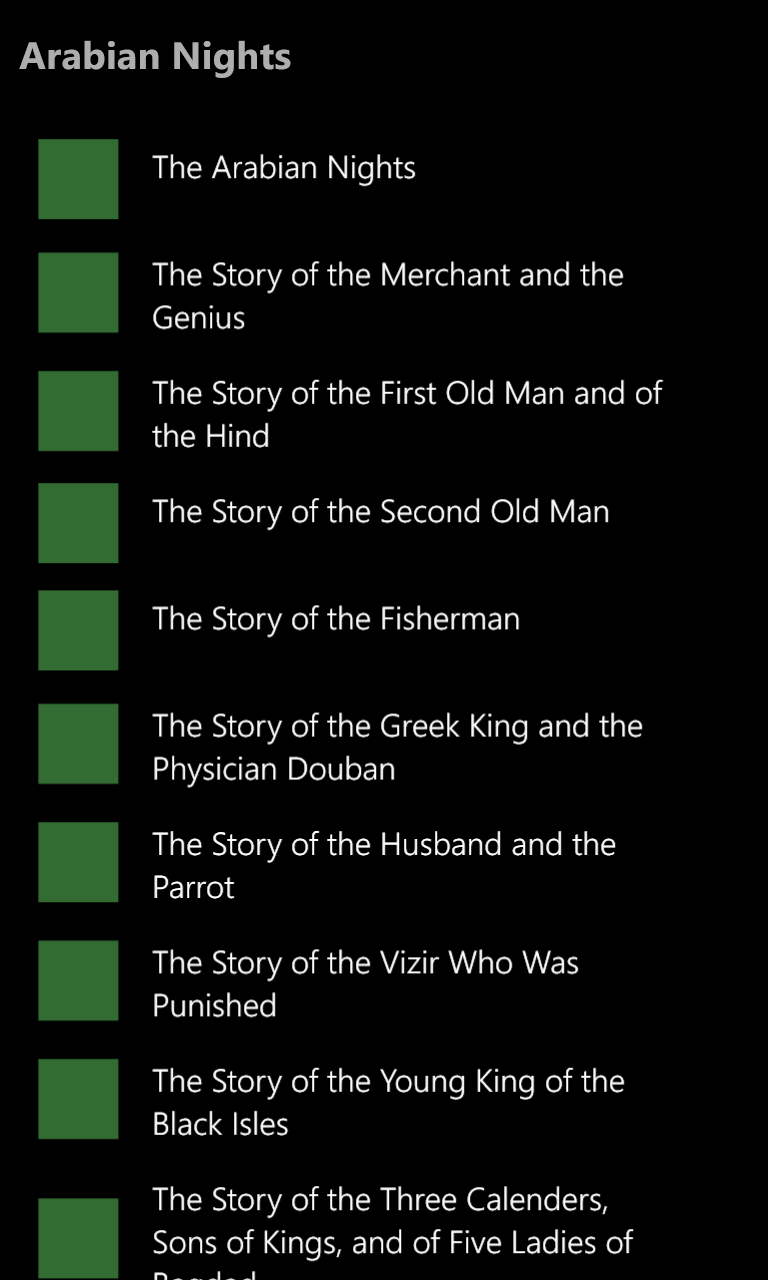 Arabian Nights
The Arabian Nights
The Story of the Merchant and the
Genius
The Story of the First Old Man and of
the Hind
The Story of the Second Old Man
The Story of the Fisherman
The Story of the Greek King and the
Physician Douban
The Story of the Husband and the
Parrot
The Story of the Vizir Who Was
Punished
The Story of the Young King of the
Black Isles
The Story of the Three Calenders,
Sons of Kings, and of Five Ladies of